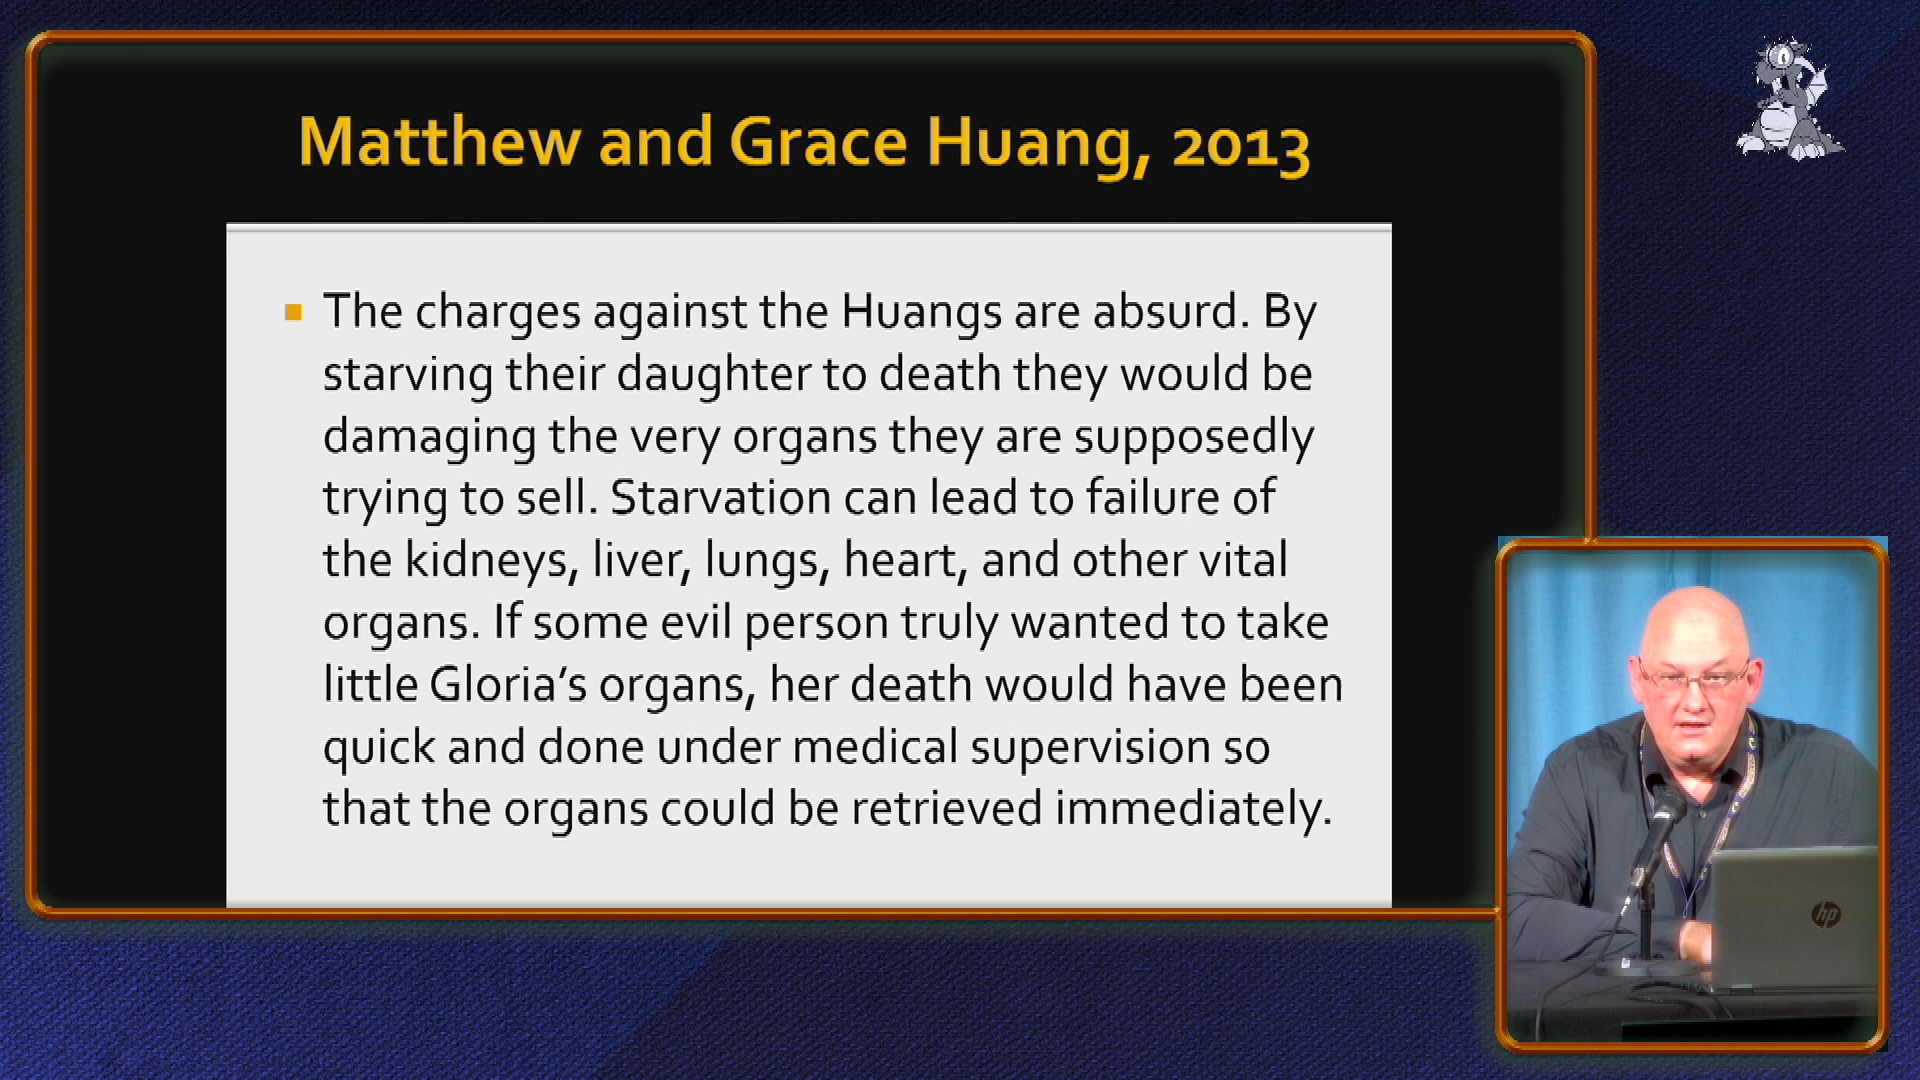 Matthew and Grace Huang, 2013
The charges against the Huangs are absurd. By
starving their daughter to death they would be
damaging the very organs they are supposedly
trying to sell. Starvation can lead to failure of
the kidneys, liver, lungs, heart, and other vital
organs. If some evil person truly wanted to take
little Gloria's organs, her death would have been
quick and done under medical supervision so
that the organs could be retrieved immediately.
hp